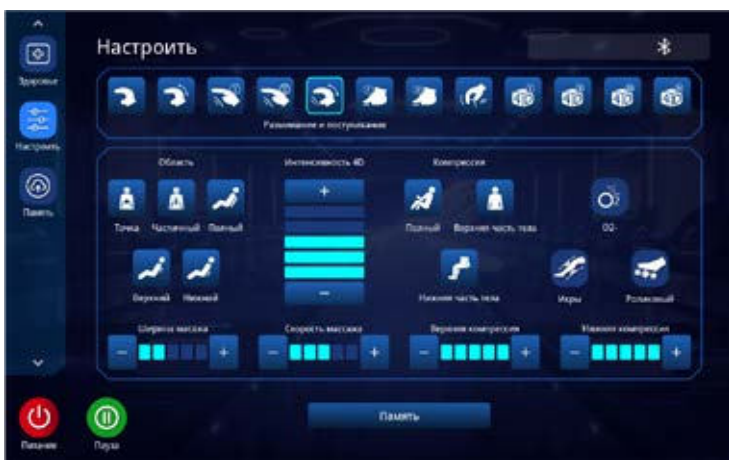 Настроить
Здоровье
Настроить
Память
Разминание и постукивание
Область
Интенсивность 4D
Компрессия
Точка
Частичный
Полный
Полный
Верхняя часть тела
O2-
Верхний
Нижний
Нижняя часть тела
Икры
Роликовый
Ширина массажа
Скорость массажа
Верхняя компрессия
Нижняя компрессия
Память
Питание
Пауза